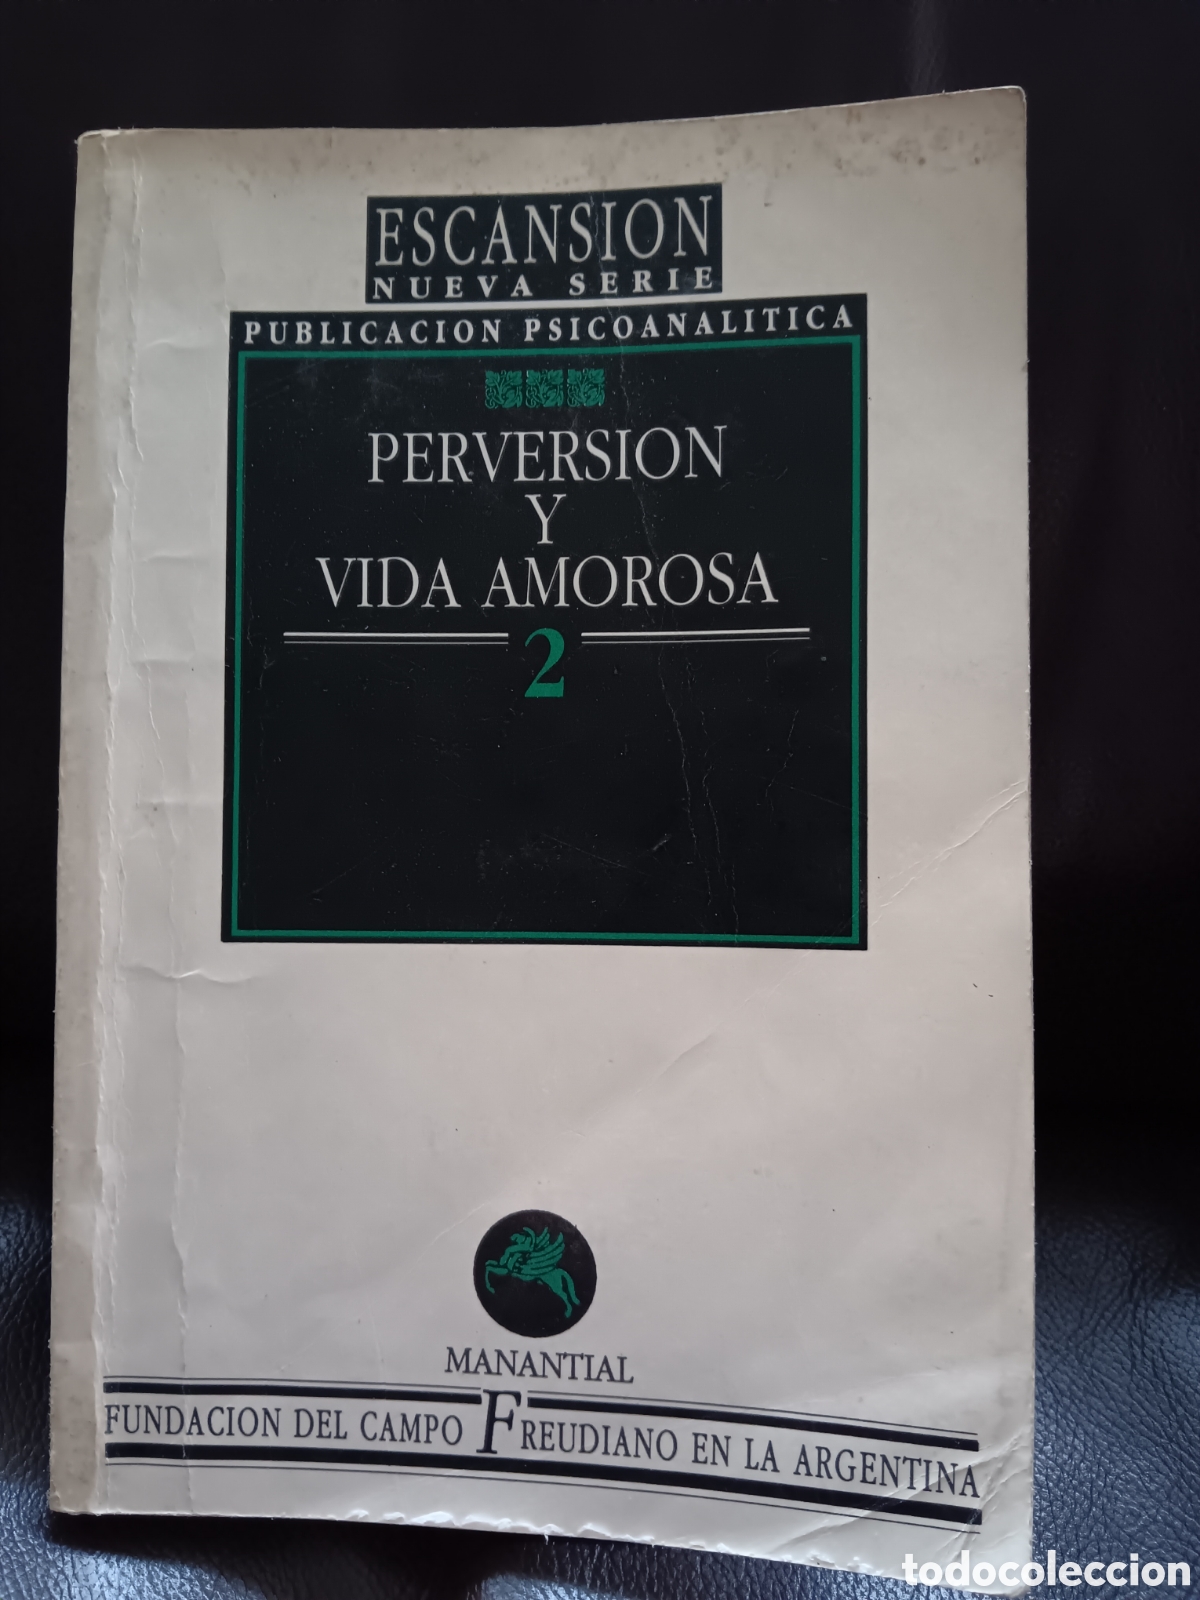 ESCANSION
NUEVA SERIE
PUBLICACION PSICOANALITICA
PERVERSION
Y
VIDA AMOROSA
2
MANANTIAL
FUNDACION DEL CAMPO FREUDIANO EN LA ARGENTINA
todocoleccion